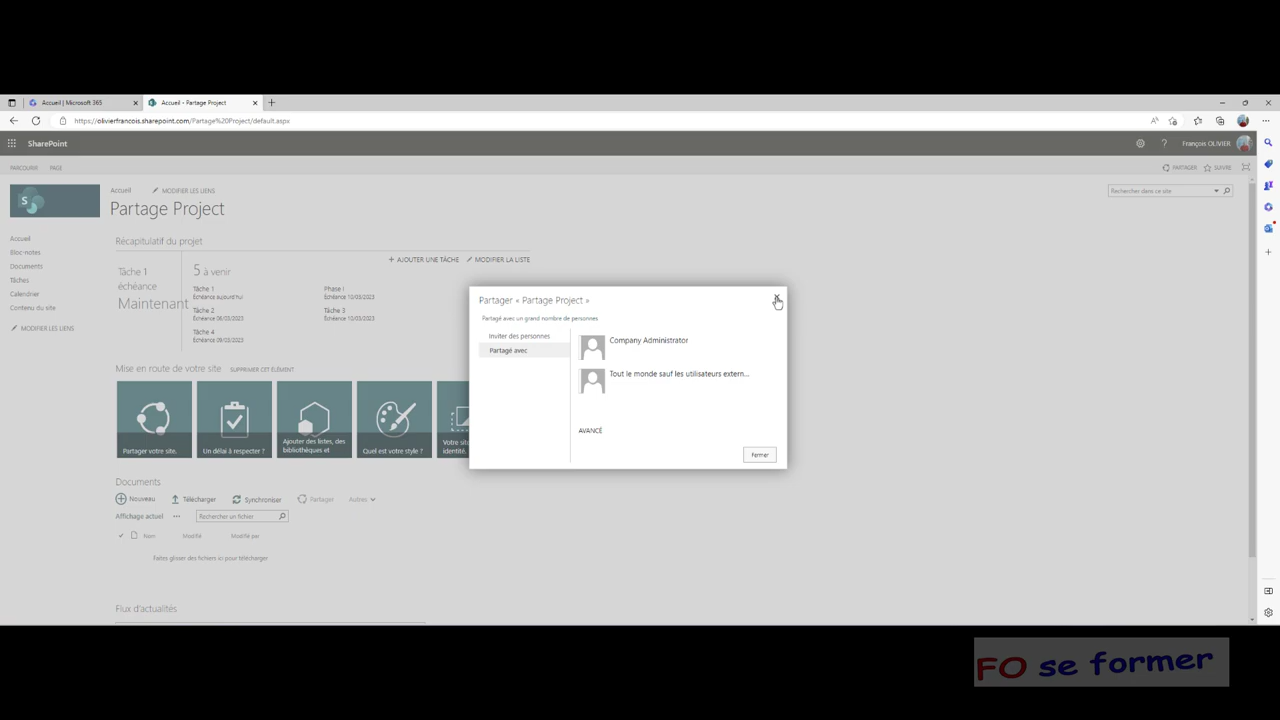 Accueil | Microsoft 365
Accueil - Partage Project
https://olivierfrancois.sharepoint.com/Partage%20Project/default.aspx
SharePoint
François OLIVIER
PARCOURIR PAGE
PARTAGER SUIVRE
S
Accueil MODIFIER LES LIENS
Partage Project
Rechercher dans ce site
Accueil
Bloc-notes
Documents
Tâches
Calendrier
Contenu du site
MODIFIER LES LIENS
Récapitulatif du projet
AJOUTER UNE TÂCHE MODIFIER LA LISTE
Tâche 1
échéance
Maintenant
5 à venir
Tâche 1
Échéance aujourd'hui
Tâche 2
Échéance 08/03/2023
Tâche 4
Échéance 09/03/2023
Phase I
Échéance 10/03/2023
Tâche 3
Échéance 10/03/2023
Mise en route de votre site SUPPRIMER CET ÉLÉMENT
Partager votre site.
Un délai à respecter ?
Ajouter des listes, des
bibliothèques et
Quel est votre style ?
Votre site
identité.
Partager « Partage Project »
Partagé avec un grand nombre de personnes
Inviter des personnes
Partagé avec
Company Administrator
Tout le monde sauf les utilisateurs extern...
AVANCÉ
Fermer
Documents
Nouveau Télécharger Synchroniser Partager Autres
Affichage actuel ... Rechercher un fichier
Nom Modifié Modifié par
Faites glisser des fichiers ici pour télécharger
Flux d'actualités
FO se former